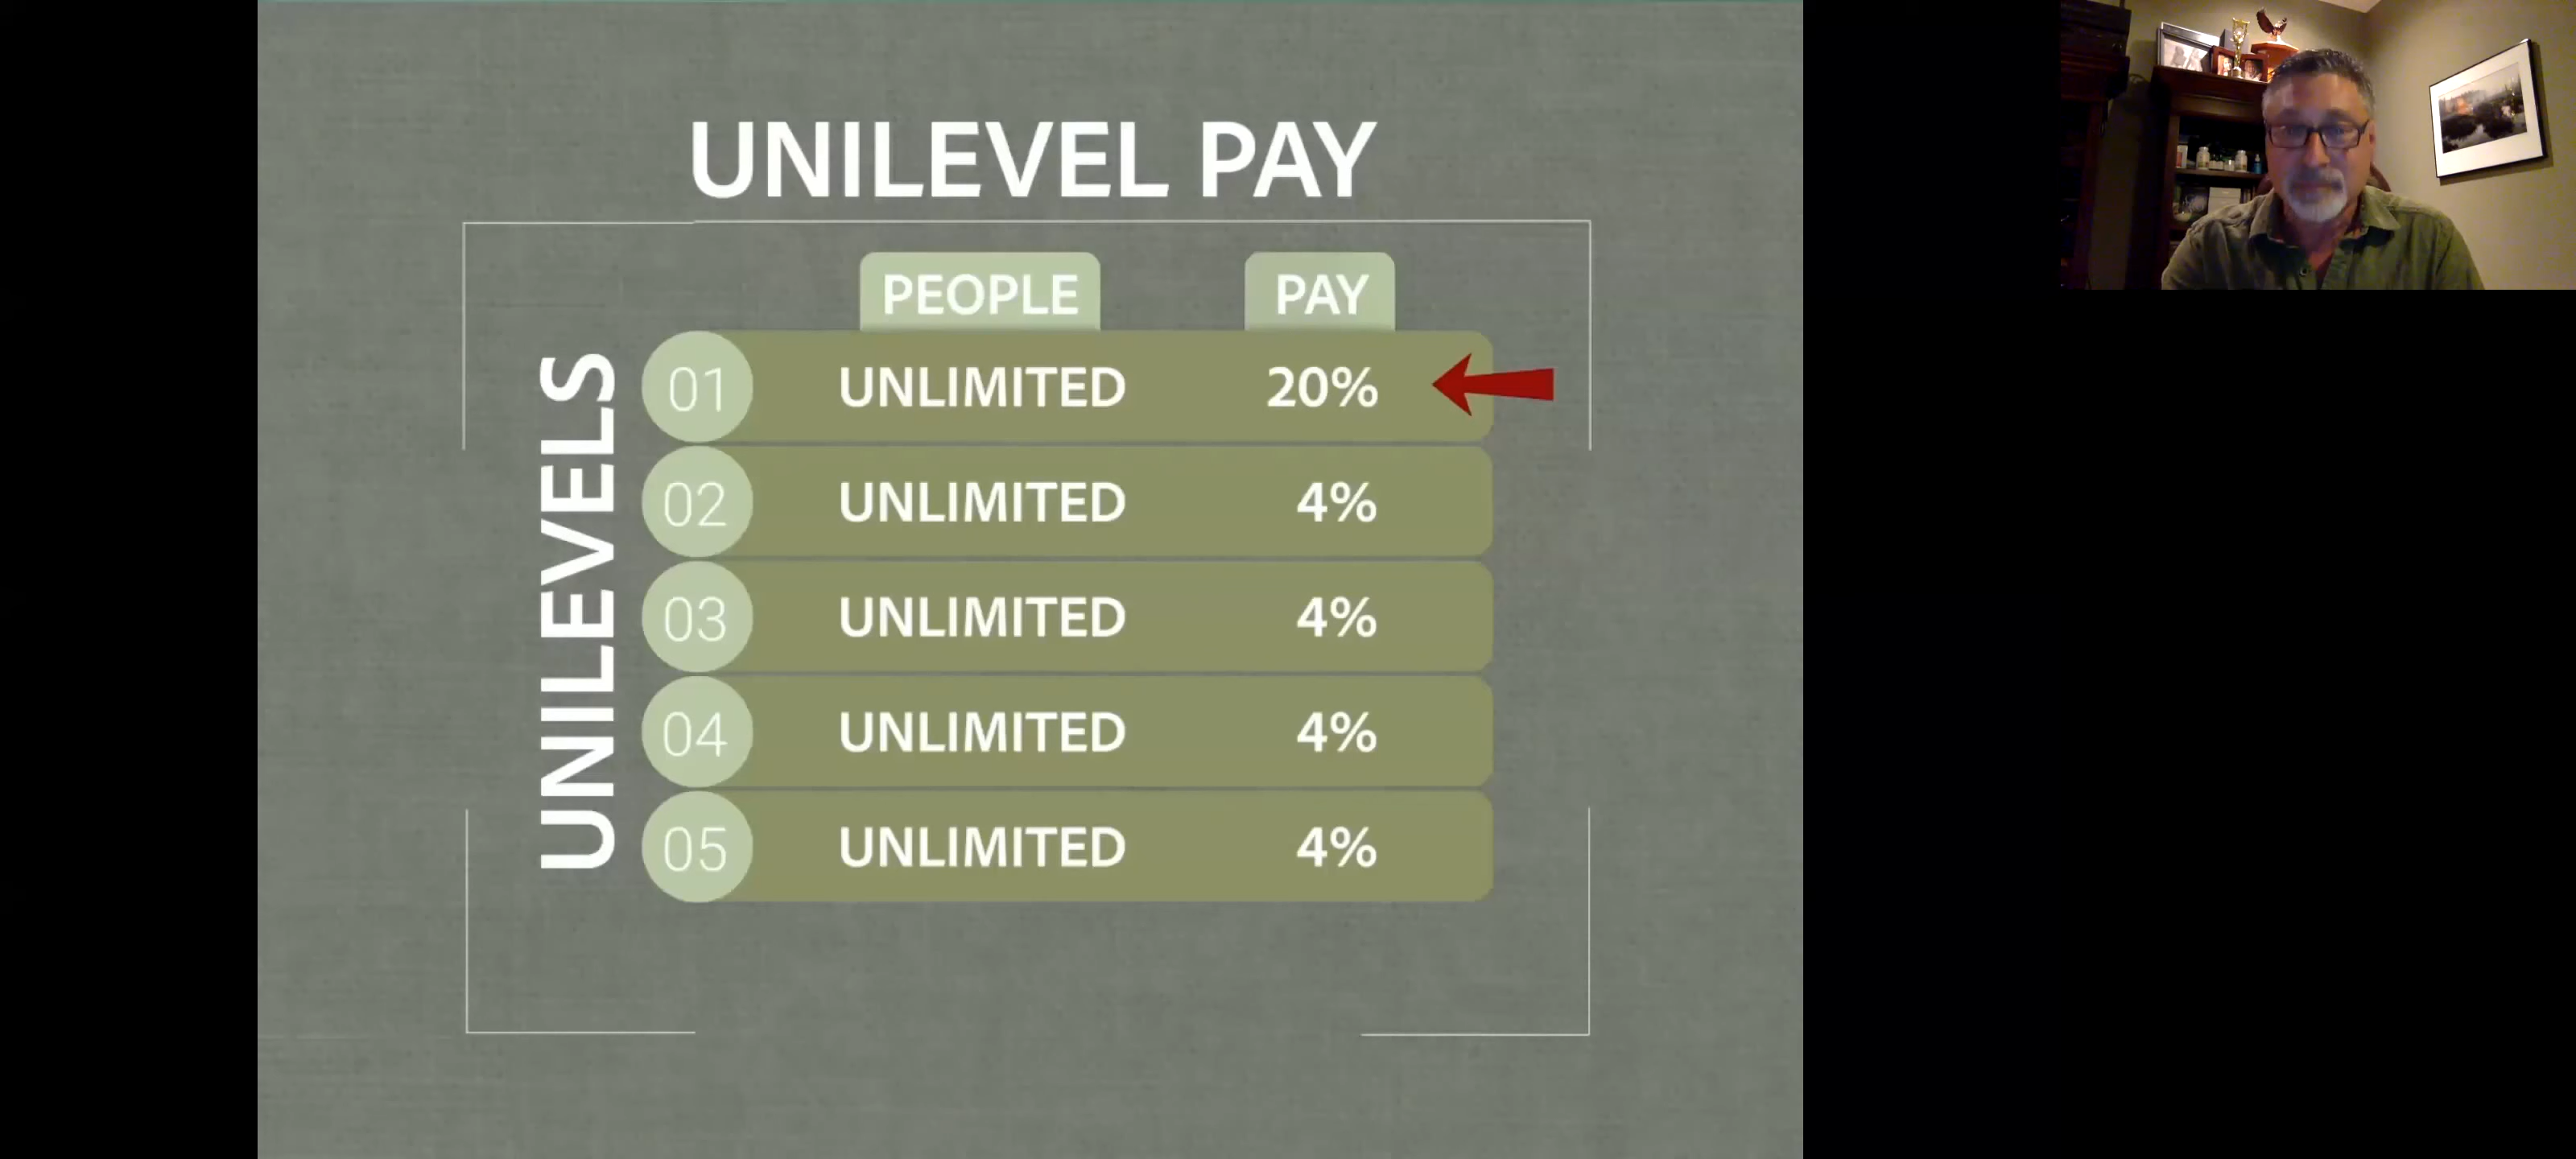 UNILEVEL PAY
PEOPLE PAY
UNILEVELS
01 UNLIMITED 20%
02 UNLIMITED 4%
03 UNLIMITED 4%
04 UNLIMITED 4%
05 UNLIMITED 4%